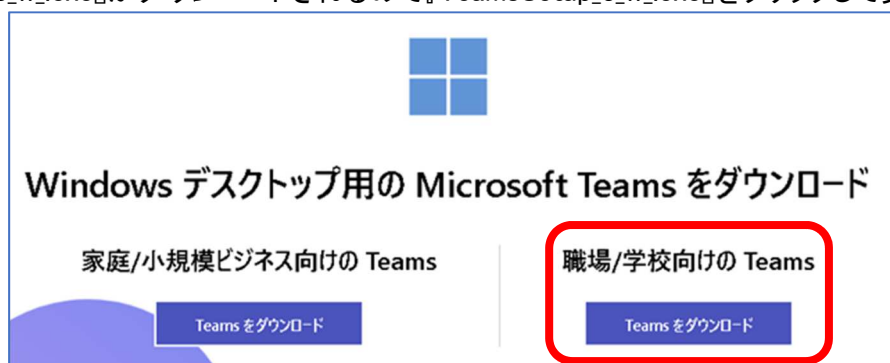 Windows デスクトップ用の Microsoft Teams をダウンロード
家庭/小規模ビジネス向けの Teams
職場/学校向けの Teams
Teams をダウンロード
Teams をダウンロード